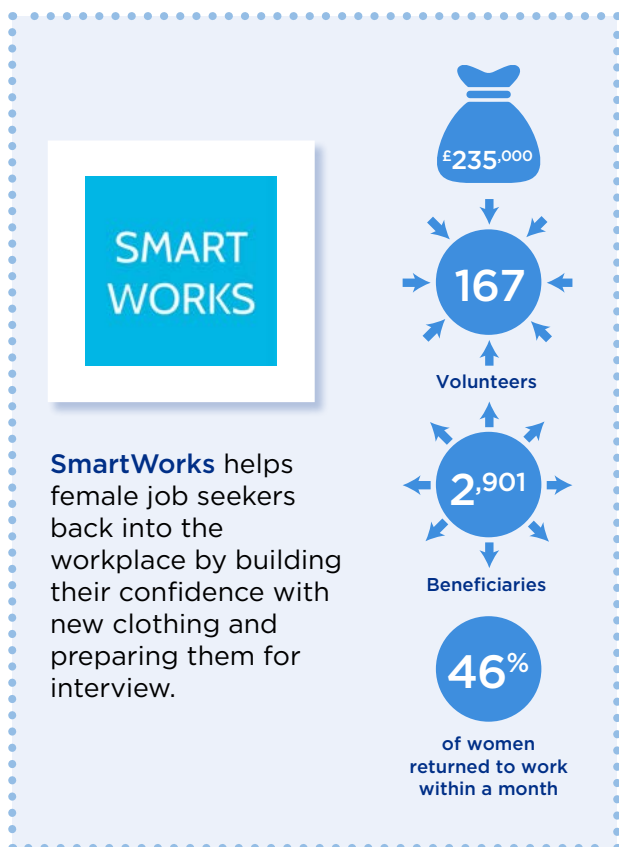 SMART
WORKS
SmartWorks helps
female job seekers
back into the
workplace by building
their confidence with
new clothing and
preparing them for
interview.
£235,000
167
Volunteers
2,901
Beneficiaries
46%
of women
returned to work
within a month